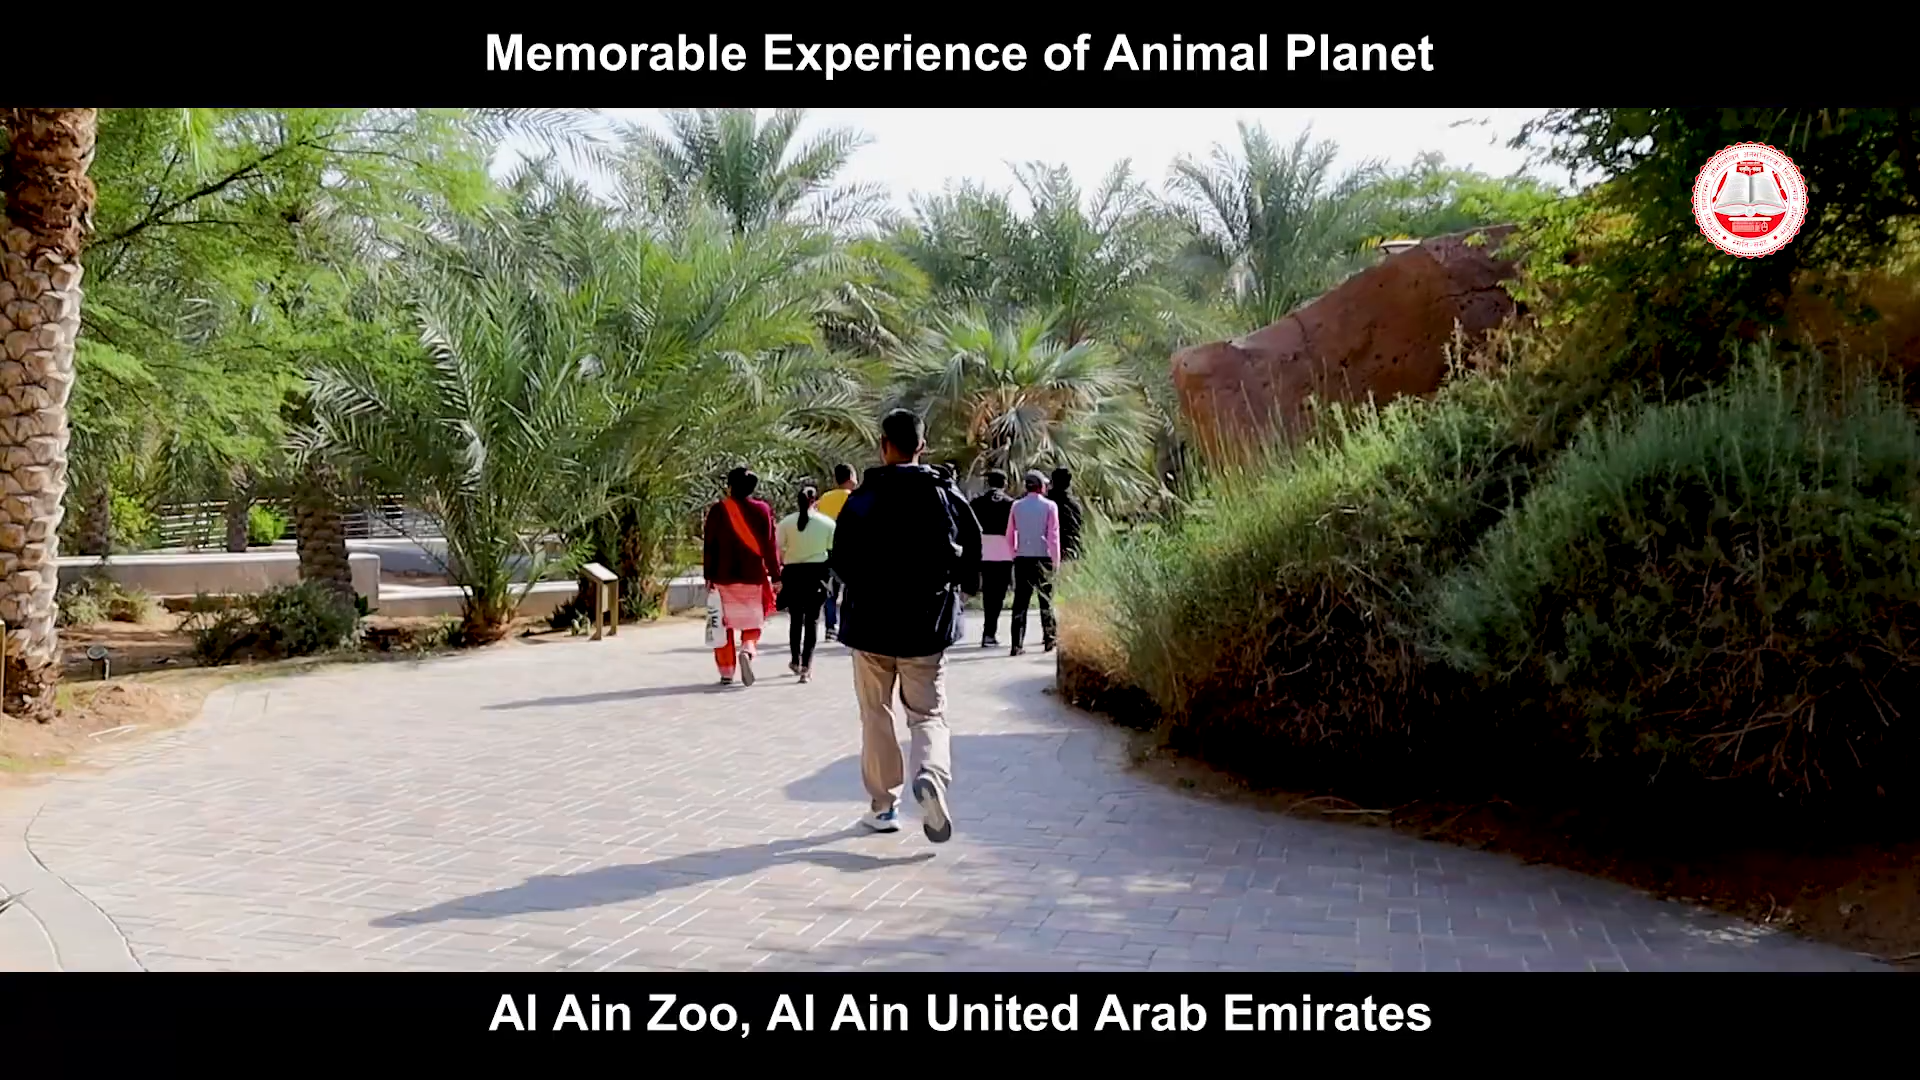 Memorable Experience of Animal Planet
Al Ain Zoo, Al Ain United Arab Emirates